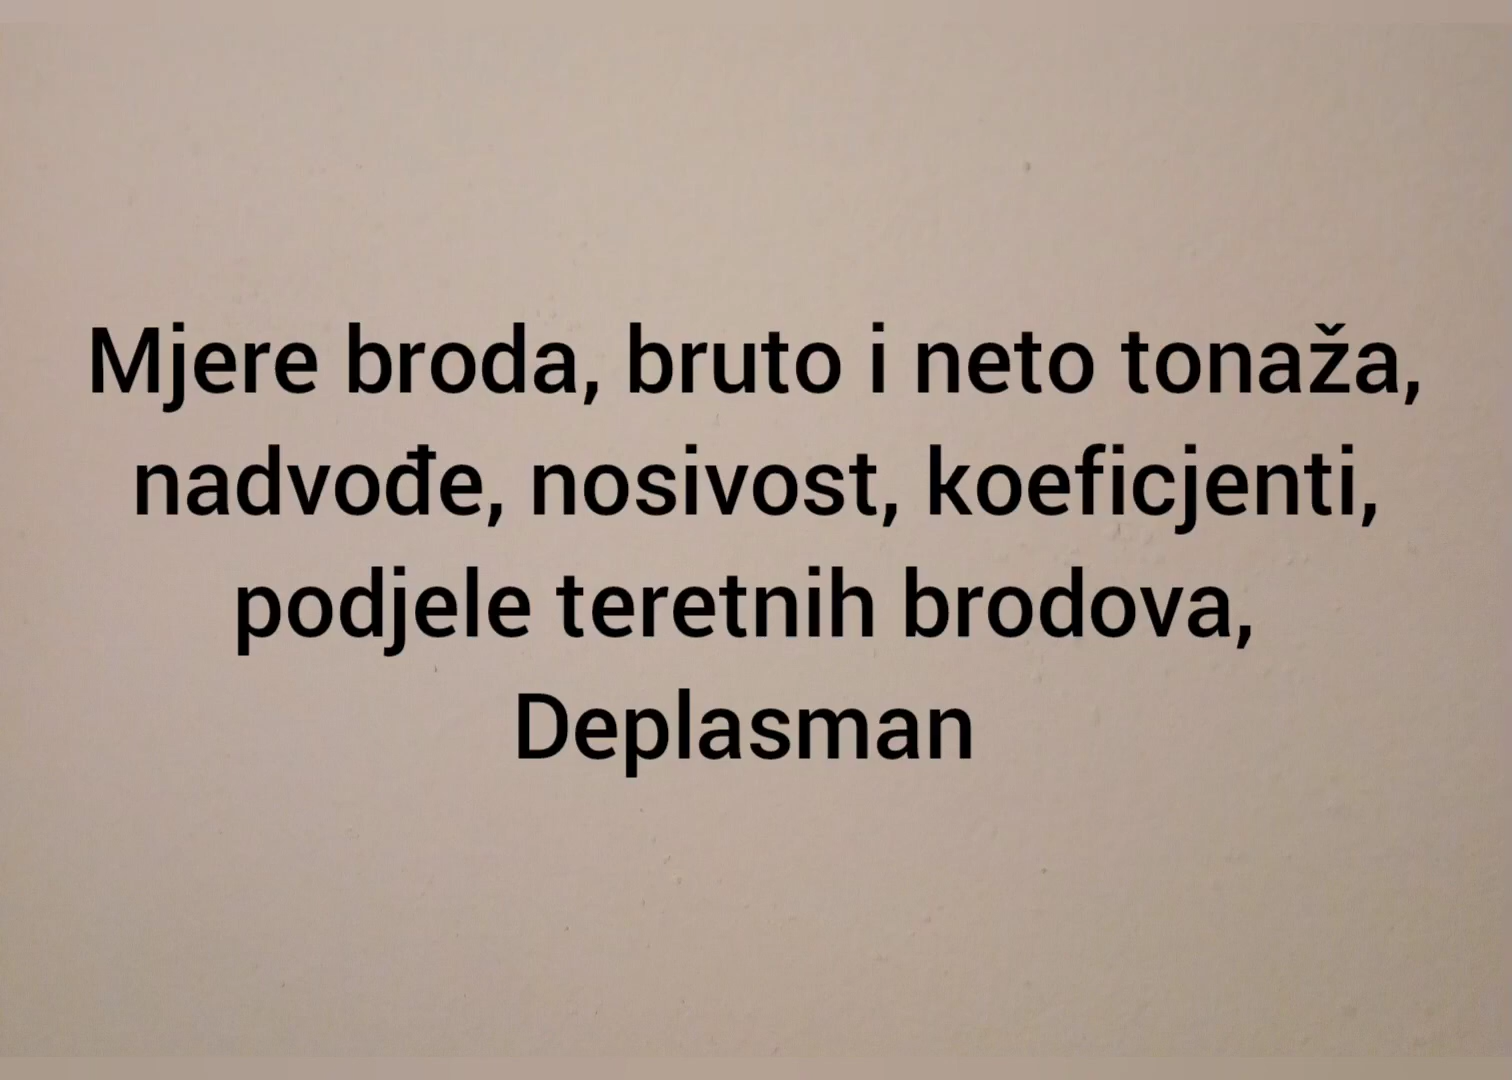 Mjere broda, bruto i neto tonaža,
nadvođe, nosivost, koeficjenti,
podjele teretnih brodova,
Deplasman